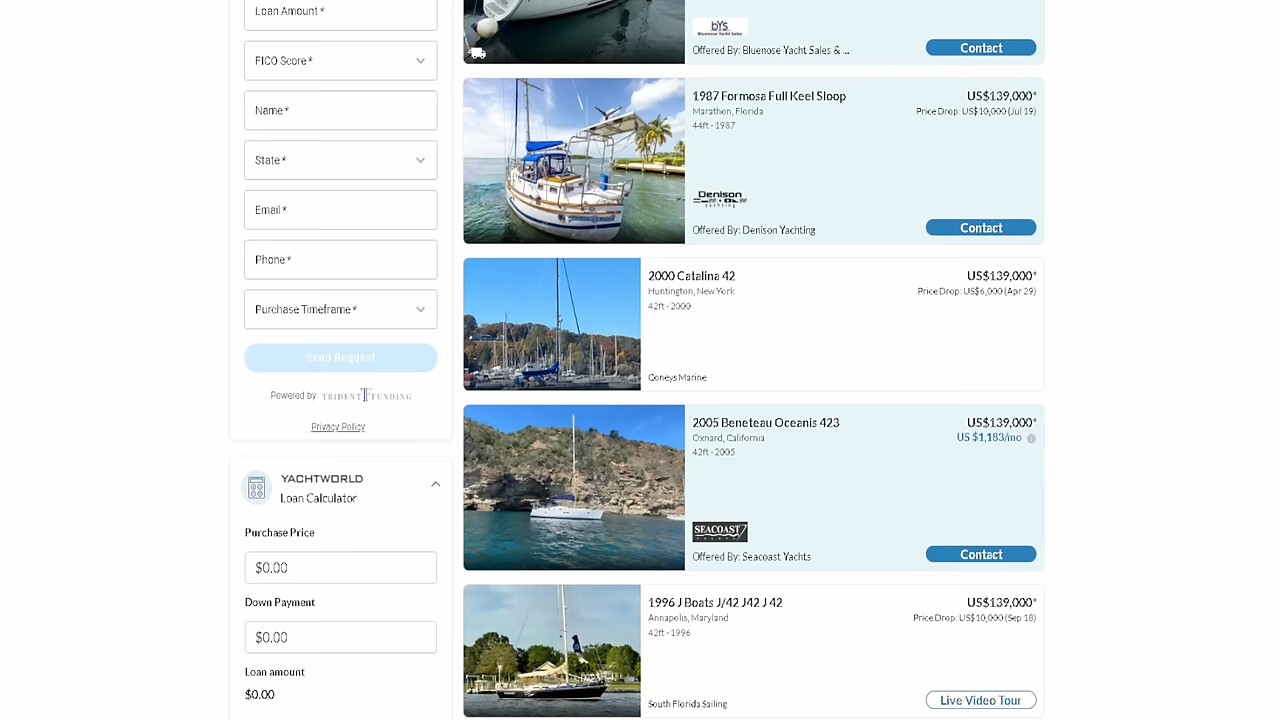 Loan Amount *
FICO Score *
Name *
State *
Email *
Phone *
Purchase Timeframe *
Send Request
Powered by TRIDENT FUNDING
Privacy Policy
YACHTWORLD
Loan Calculator
Purchase Price
$0.00
Down Payment
$0.00
Loan amount
$0.00
bYs
Bluenose Yacht Sales
Offered By: Bluenose Yacht Sales & ...
Contact
1987 Formosa Full Keel Sloop
US$139,000*
Marathon, Florida
Price Drop: US$10,000 (Jul 19)
44ft - 1987
Denison
yachting
Offered By: Denison Yachting
Contact
2000 Catalina 42
US$139,000*
Huntington, New York
Price Drop: US$6,000 (Apr 29)
42ft - 2000
Coneys Marine
2005 Beneteau Oceanis 423
US$139,000*
Oxnard, California
US $1,183/mo
42ft - 2005
SEACOAST
YACHTS
Offered By: Seacoast Yachts
Contact
1996 J Boats J/42 J42 J 42
US$139,000*
Annapolis, Maryland
Price Drop: US$10,000 (Sep 18)
42ft - 1996
South Florida Sailing
Live Video Tour